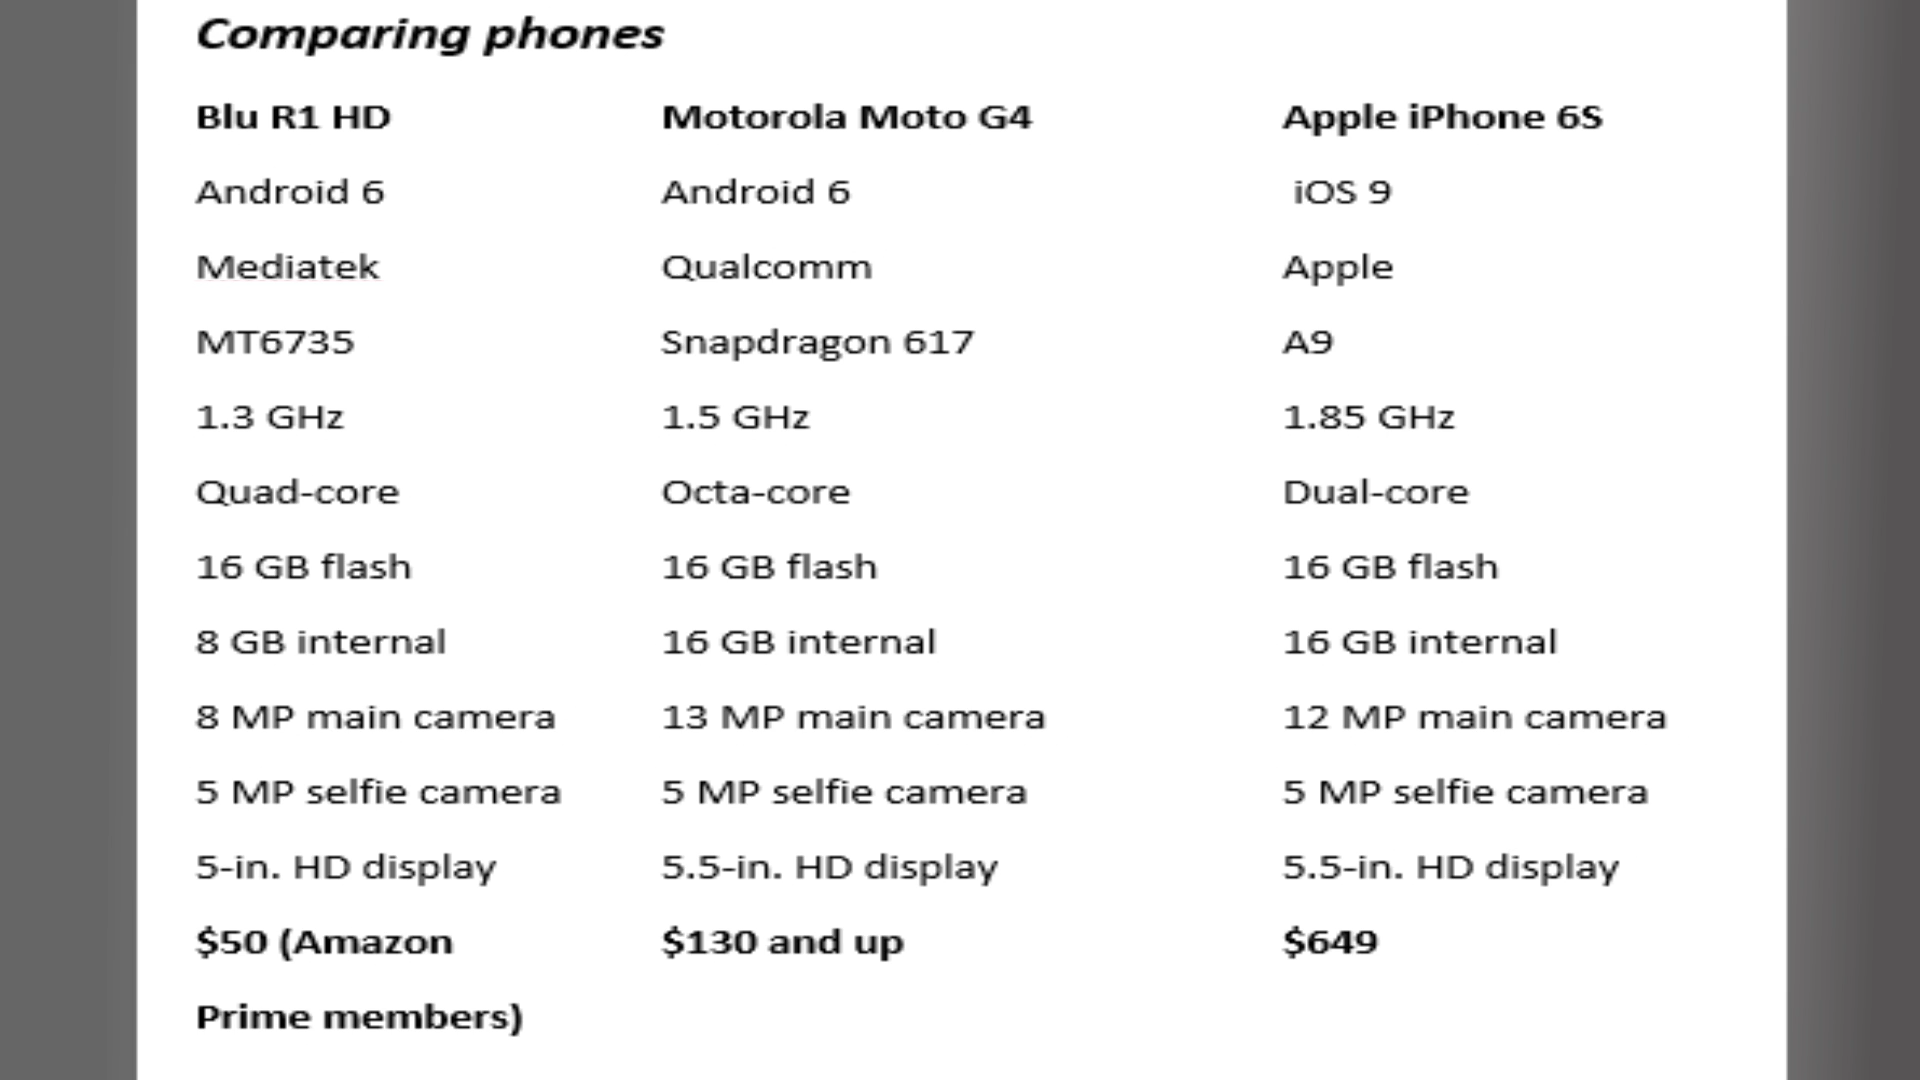 Comparing phones
Blu R1 HD Motorola Moto G4 Apple iPhone 6S
Android 6 Android 6 iOS 9
Mediatek Qualcomm Apple
MT6735 Snapdragon 617 A9
1.3 GHz 1.5 GHz 1.85 GHz
Quad-core Octa-core Dual-core
16 GB flash 16 GB flash 16 GB flash
8 GB internal 16 GB internal 16 GB internal
8 MP main camera 13 MP main camera 12 MP main camera
5 MP selfie camera 5 MP selfie camera 5 MP selfie camera
5-in. HD display 5.5-in. HD display 5.5-in. HD display
$50 (Amazon $130 and up $649
Prime members)